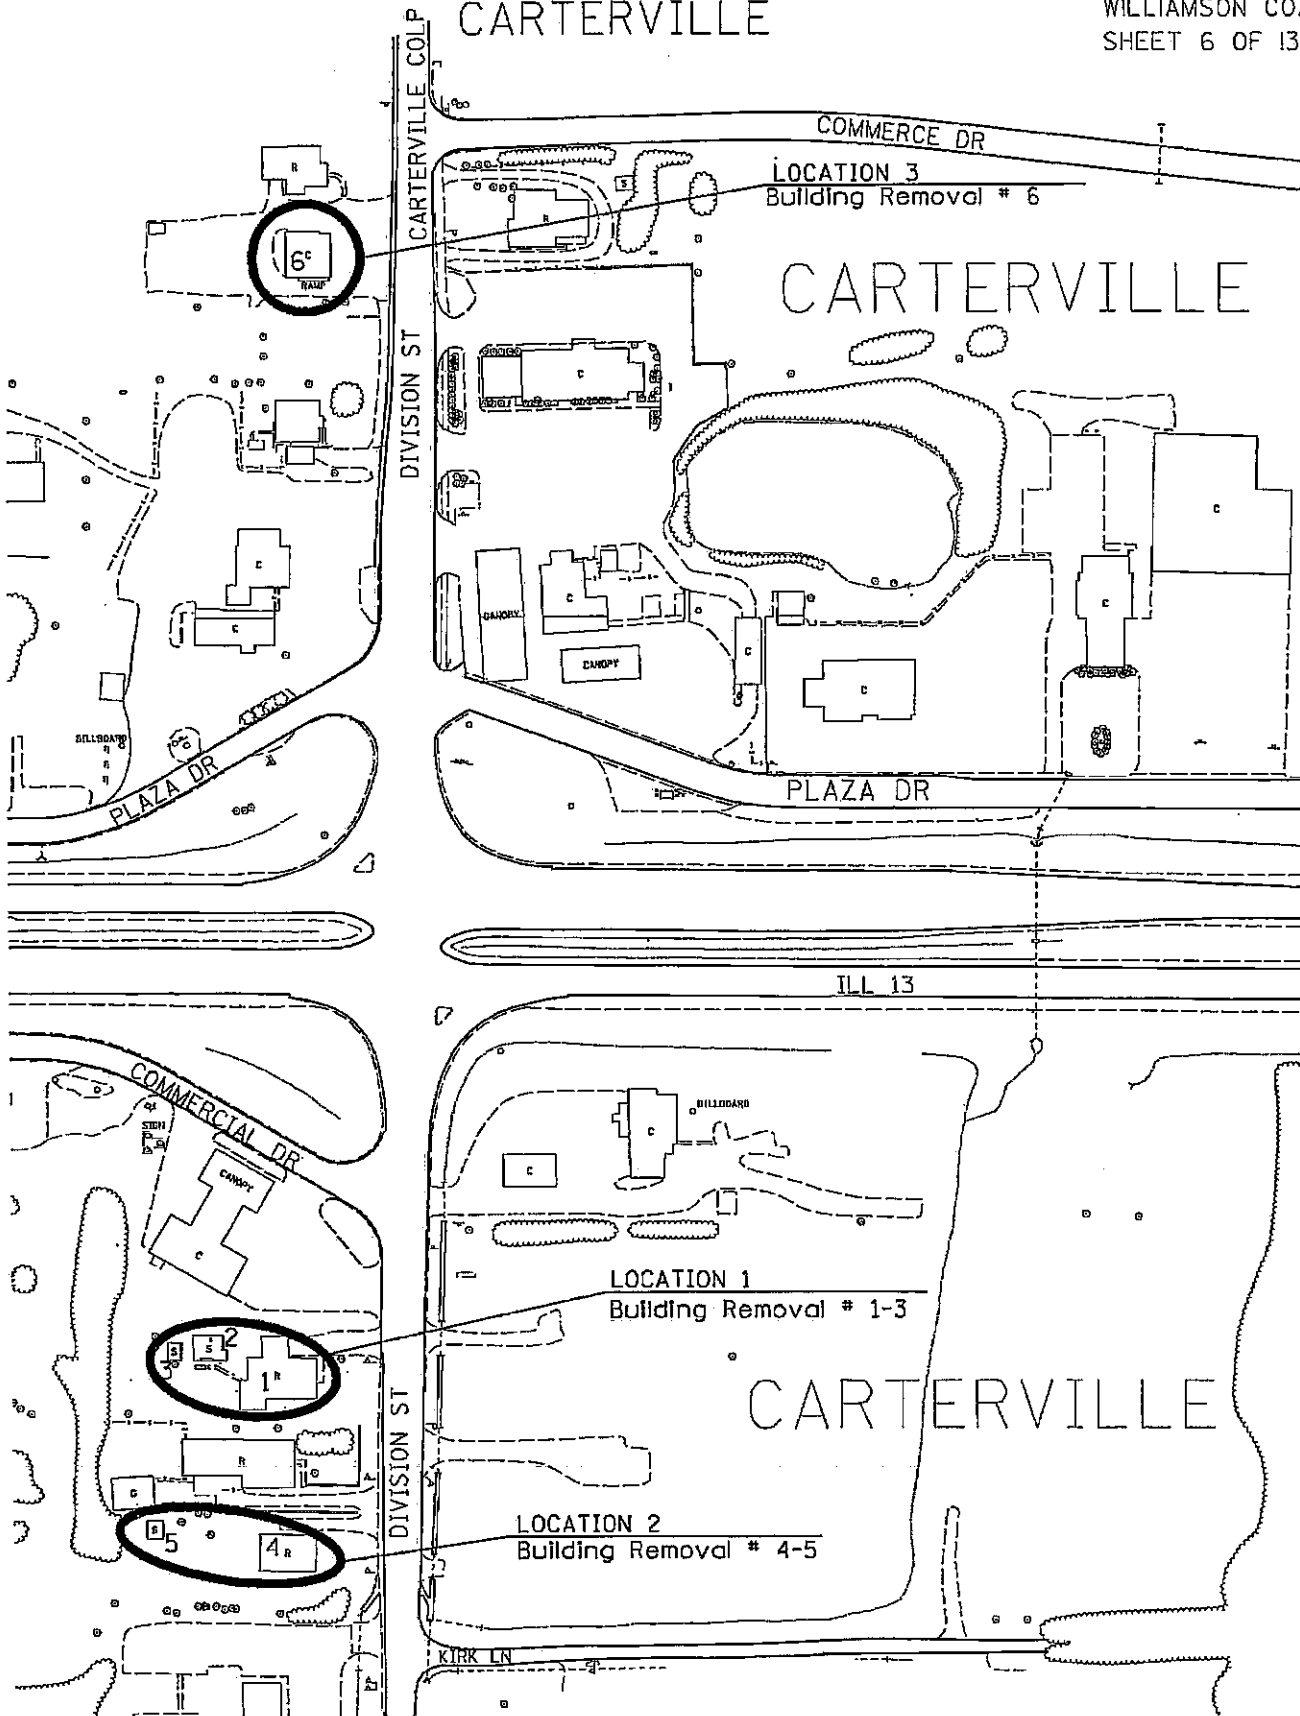 CARTERVILLE
WILLIAMSON CO.
SHEET 6 OF 13
CARTERVILLE COLP
COMMERCE DR
LOCATION 3
Building Removal # 6
R
S
R
6 C
RAMP
CARTERVILLE
DIVISION ST
C
C
C
C
C
CANOPY
C
CANOPY
C
C
C
BILLBOARD
PLAZA DR
PLAZA DR
ILL 13
COMMERCIAL DR
SIGN
CANOPY
C
BILLBOARD
C
C
LOCATION 1
Building Removal # 1-3
2
S
S
3
1 R
CARTERVILLE
DIVISION ST
R
G
LOCATION 2
Building Removal # 4-5
S
5
4 R
KIRK LN